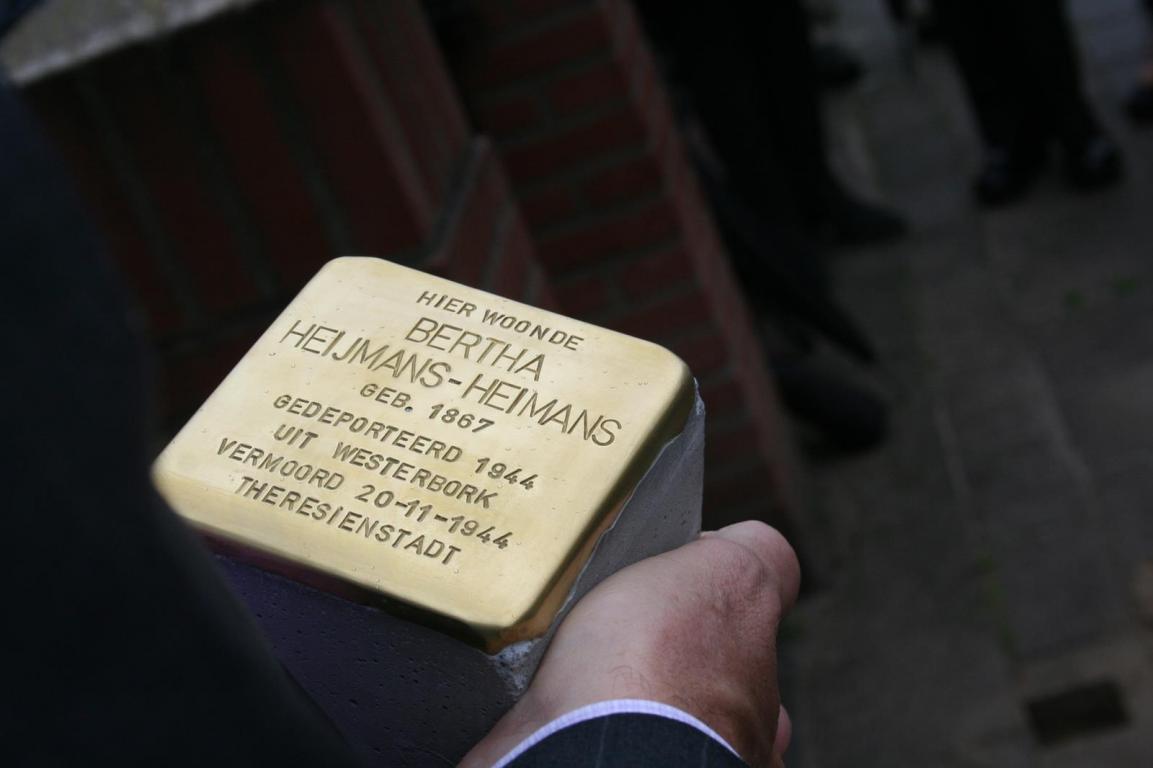 HIER WOONDE
BERTHA
HEIJMANS-HEIMANS
GEB. 1867
GEDEPORTEERD 1944
UIT WESTERBORK
VERMOORD 20-11-1944
THERESIENSTADT